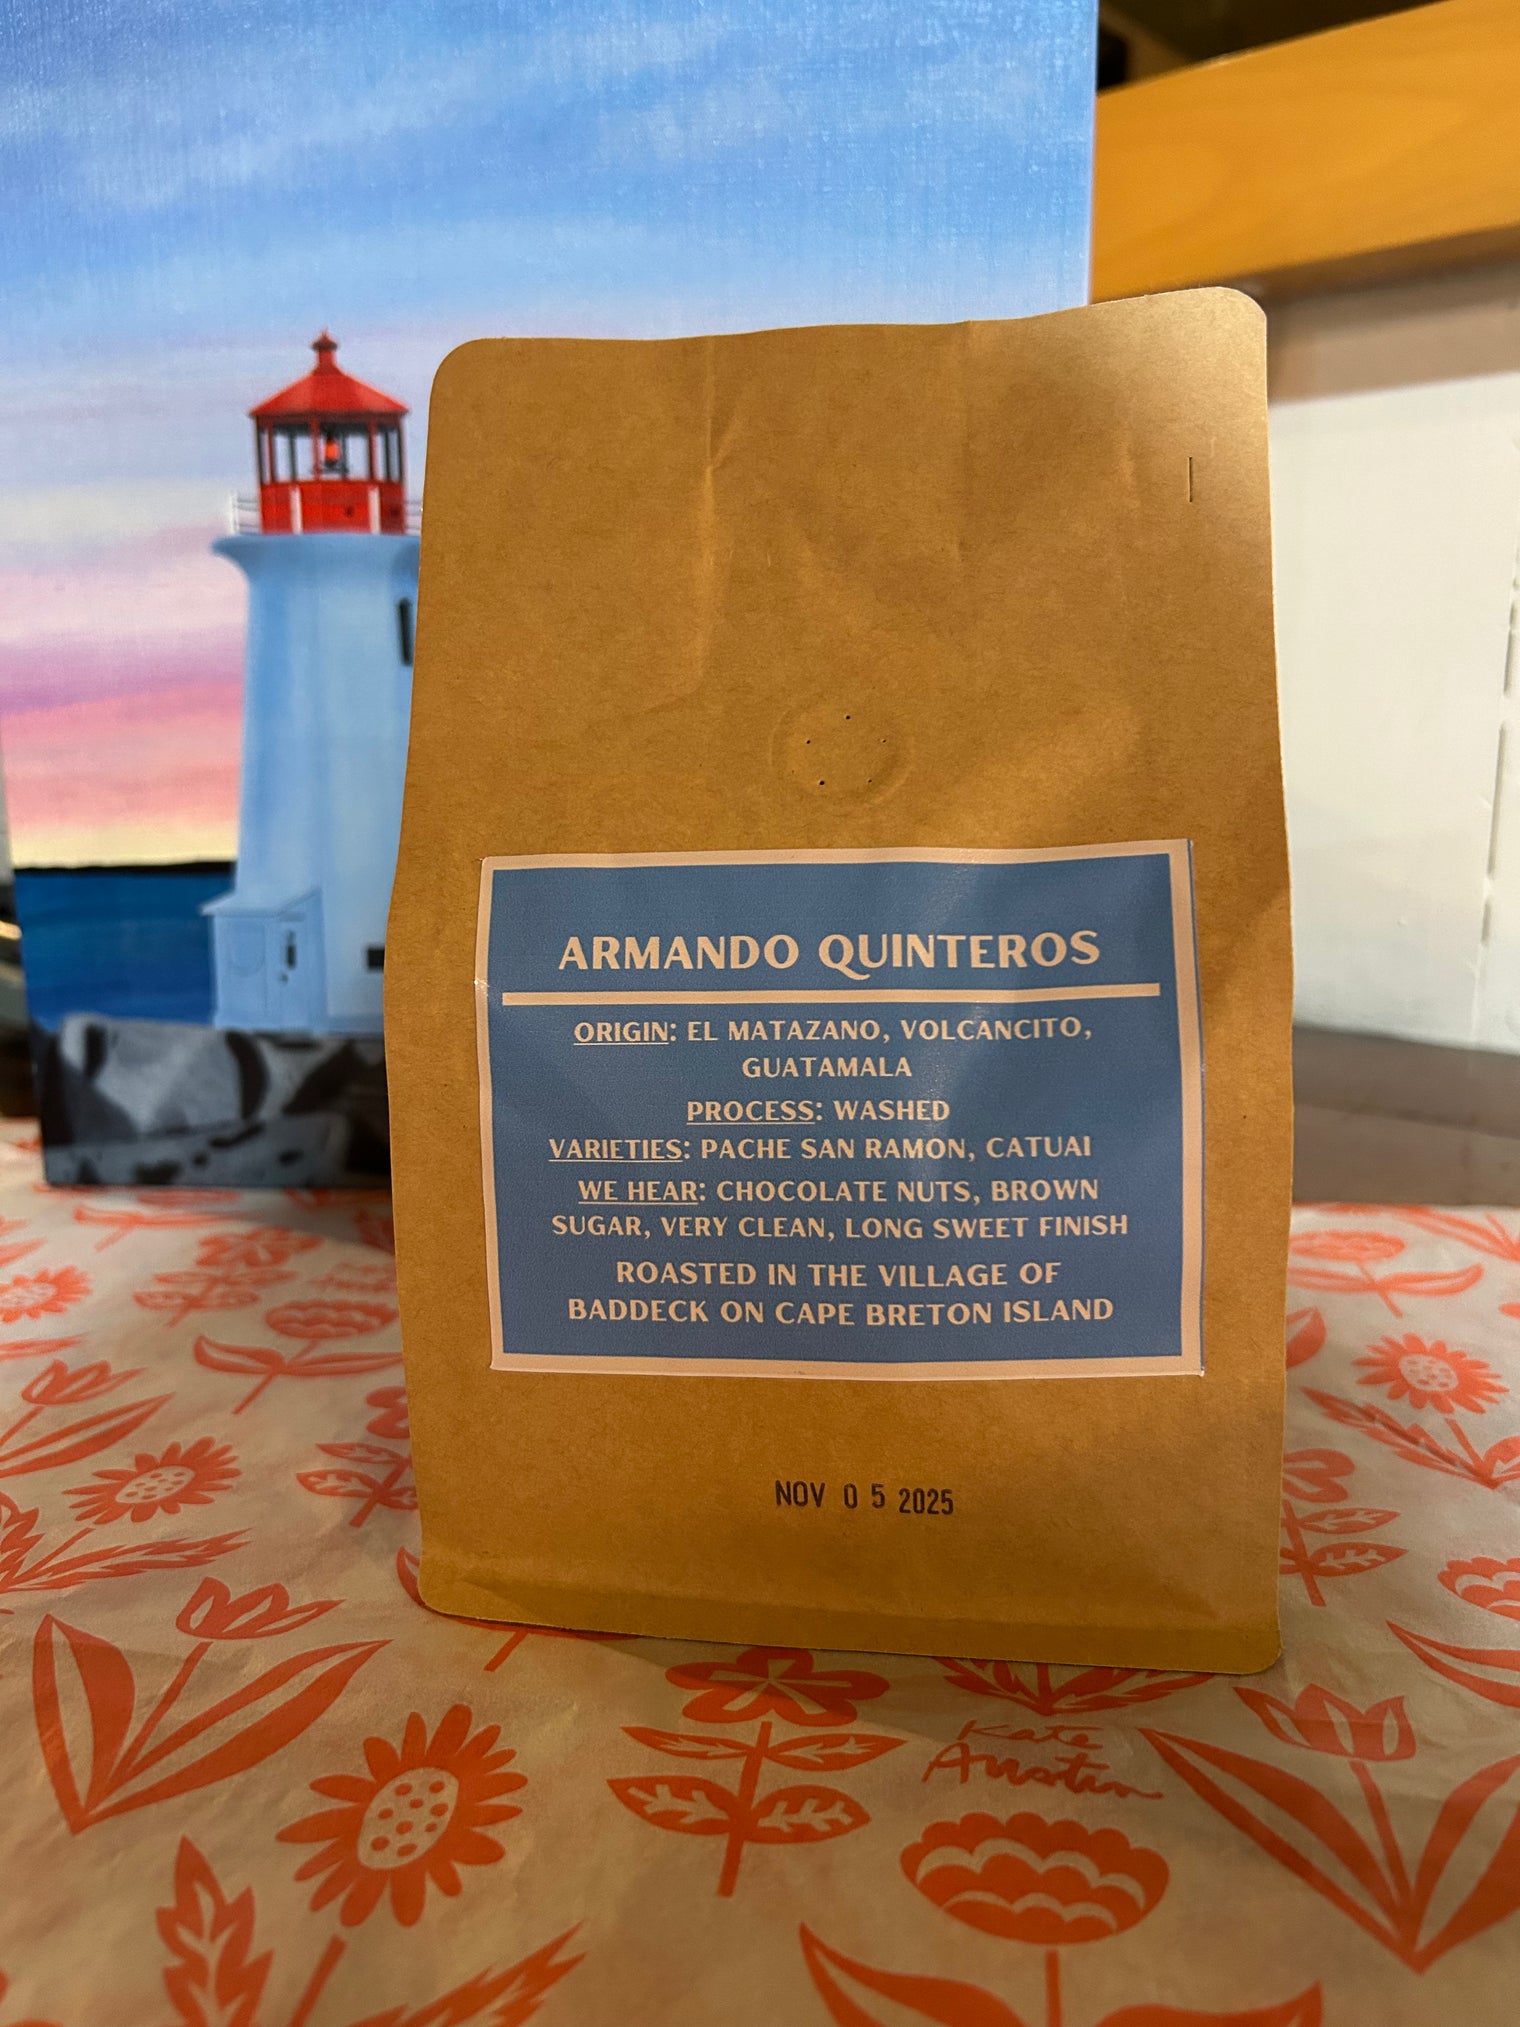 ARMANDO QUINTEROS
ORIGIN: EL MATAZANO, VOLCANCITO,
GUATAMALA
PROCESS: WASHED
VARIETIES: PACHE SAN RAMON, CATUAI
WE HEAR: CHOCOLATE NUTS, BROWN
SUGAR, VERY CLEAN, LONG SWEET FINISH
ROASTED IN THE VILLAGE OF
BADDECK ON CAPE BRETON ISLAND
NOV 05 2025
Kate
Austin